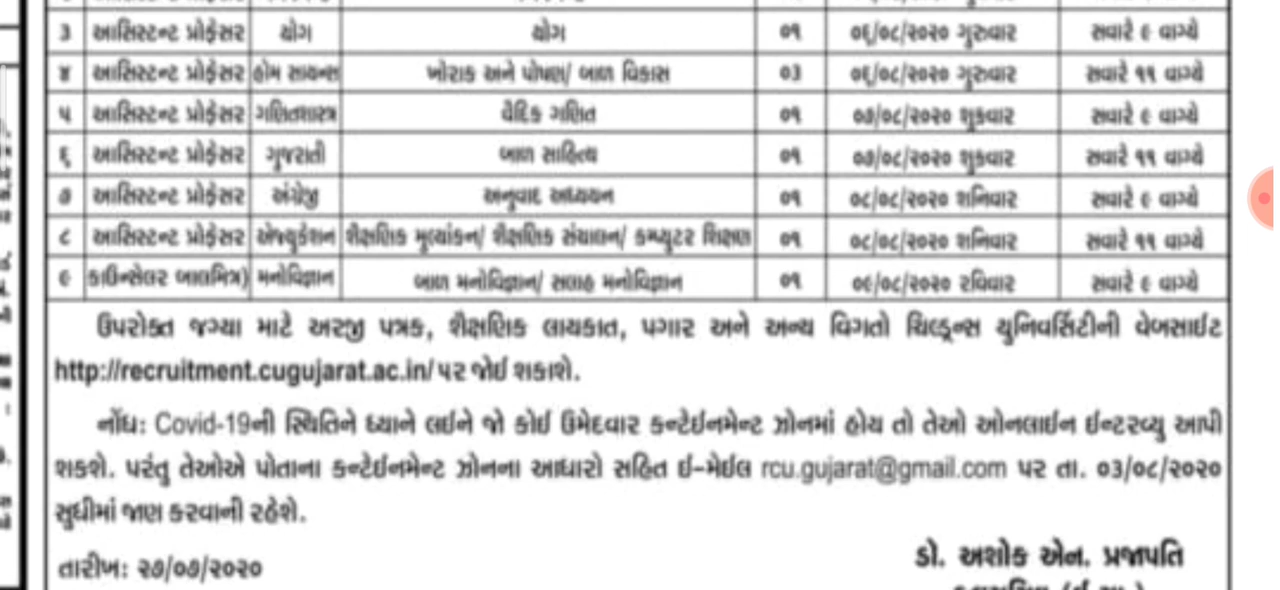 ૩ આસિસ્ટન્ટ પ્રોફેસર યોગ યોગ ૦૧ ૦૬/૦૮/૨૦૨૦ ગુરુવાર સવારે ૯ વાગ્યે
૪ આસિસ્ટન્ટ પ્રોફેસર હોમ સાયન્સ ખોરાક અને પોષણ/ બાળ વિકાસ ૦૩ ૦૬/૦૮/૨૦૨૦ ગુરુવાર સવારે ૧૧ વાગ્યે
૫ આસિસ્ટન્ટ પ્રોફેસર ગણિતશાસ્ત્ર વૈદિક ગણિત ૦૧ ૦૭/૦૮/૨૦૨૦ શુક્રવાર સવારે ૯ વાગ્યે
૬ આસિસ્ટન્ટ પ્રોફેસર ગુજરાતી બાળ સાહિત્ય ૦૧ ૦૭/૦૮/૨૦૨૦ શુક્રવાર સવારે ૧૧ વાગ્યે
૭ આસિસ્ટન્ટ પ્રોફેસર અંગ્રેજી અનુવાદ અધ્યયન ૦૧ ૦૮/૦૮/૨૦૨૦ શનિવાર સવારે ૯ વાગ્યે
૮ આસિસ્ટન્ટ પ્રોફેસર એજ્યુકેશન શૈક્ષણિક મુલ્યાંકન/ શૈક્ષણિક સંચાલન/ કમ્પ્યુટર શિક્ષણ ૦૧ ૦૮/૦૮/૨૦૨૦ શનિવાર સવારે ૧૧ વાગ્યે
૯ કાઉન્સેલર બાલમિત્ર) મનોવિજ્ઞાન બાળ મનોવિજ્ઞાન/ સલાહ મનોવિજ્ઞાન ૦૧ ૦૯/૦૮/૨૦૨૦ રવિવાર સવારે ૯ વાગ્યે
ઉપરોક્ત જગ્યા માટે અરજી પત્રક, શૈક્ષણિક લાયકાત, પગાર અને અન્ય વિગતો ચિલ્ડ્રન્સ યુનિવર્સિટીની વેબસાઈટ
http://recruitment.cugujarat.ac.in/ પર જોઈ શકાશે.
નોંધ: Covid-19ની સ્થિતિને ધ્યાને લઈને જો કોઈ ઉમેદવાર કન્ટેઈનમેન્ટ ઝોનમાં હોય તો તેઓ ઓનલાઈન ઈન્ટરવ્યુ આપી
શકશે. પરંતુ તેઓએ પોતાના કન્ટેઈનમેન્ટ ઝોનના આધારો સહિત ઈ-મેઈલ rcu.gujarat@gmail.com પર તા. ૦૩/૦૮/૨૦૨૦
સુધીમાં જાણ કરવાની રહેશે.
તારીખ: ૨૭/૦૭/૨૦૨૦
ડો. અશોક એન. પ્રજાપતિ